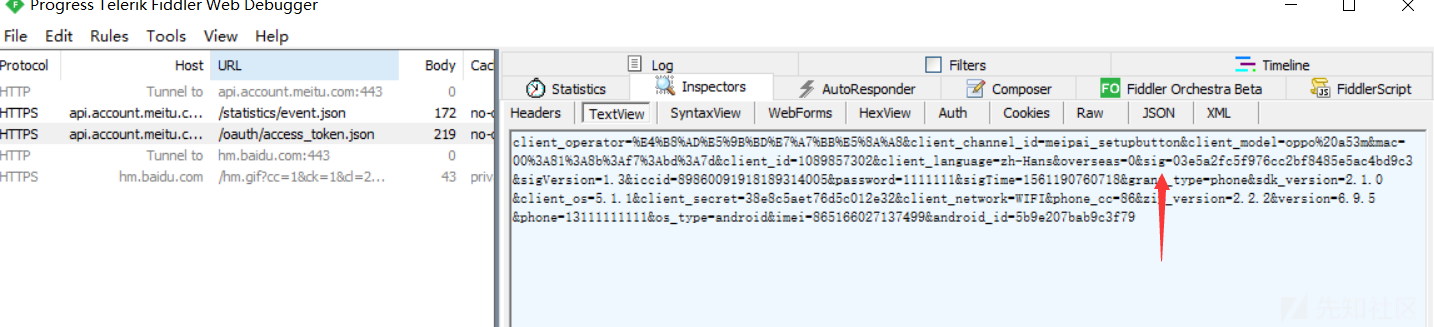 Progress Telerik Fiddler Web Debugger
File Edit Rules Tools View Help
Protocol Host URL Body Cac
HTTP Tunnel to api.account.meitu.com:443 0
HTTPS api.account.meitu.c... /statistics/event.json 172 no-c
HTTPS api.account.meitu.c... /oauth/access_token.json 219 no-c
HTTP Tunnel to hm.baidu.com:443 0
HTTPS hm.baidu.com /hm.gif?cc=1&ck=1&cl=2... 43 priv
Log Filters Timeline
Statistics Inspectors AutoResponder Composer FO Fiddler Orchestra Beta FiddlerScript
Headers TextView SyntaxView WebForms HexView Auth Cookies Raw JSON XML
client_operator=%E4%B8%AD%E5%9B%BD%E7%A7%BB%E5%8A%A8&client_channel_id=meipai_setupbutton&client_model=oppo%20a53m&mac=
00%3A81%3A8b%3Af7%3Abd%3A7d&client_id=1089857302&client_language=zh-Hans&overseas=0&sig=03e5a2fc5f976cc2bf8485e5ac4bd9c3
&sigVersion=1.3&iccid=89860091918189314005&password=1111111&sigTime=1561190760718&grant_type=phone&sdk_version=2.1.0
&client_os=5.1.1&client_secret=38e8c5aet76d5c012e32&client_network=WIFI&phone_cc=86&zip_version=2.2.2&version=6.9.5
&phone=13111111111&os_type=android&imei=865166027137499&android_id=5b9e207bab9c3f79
先知社区